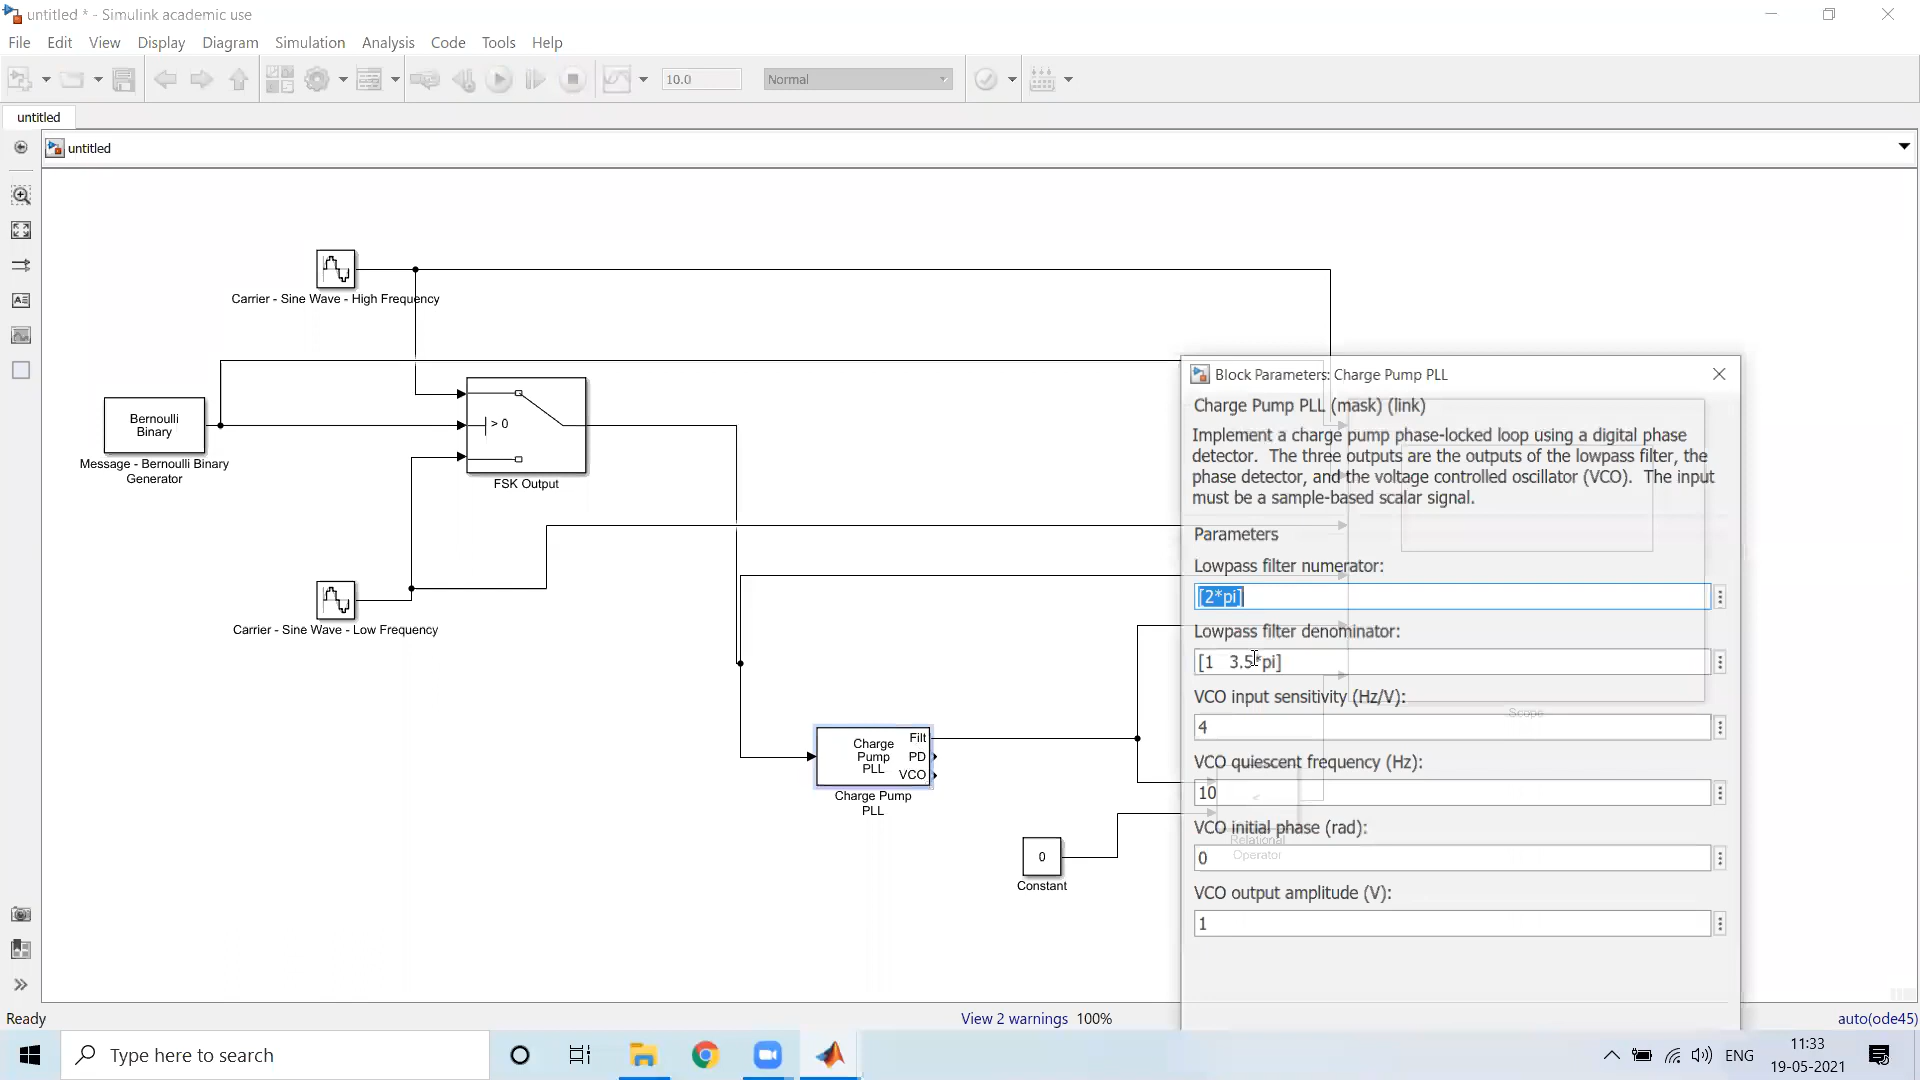 untitled * - Simulink academic use
File Edit View Display Diagram Simulation Analysis Code Tools Help
10.0 Normal
untitled
untitled
Carrier - Sine Wave - High Frequency
Bernoulli
Binary
Message - Bernoulli Binary
Generator
> 0
FSK Output
Carrier - Sine Wave - Low Frequency
Charge
Pump
PLL
Filt
PD
VCO
Charge Pump
PLL
0
Constant
Block Parameters: Charge Pump PLL
Charge Pump PLL (mask) (link)
Implement a charge pump phase-locked loop using a digital phase
detector. The three outputs are the outputs of the lowpass filter, the
phase detector, and the voltage controlled oscillator (VCO). The input
must be a sample-based scalar signal.
Parameters
Lowpass filter numerator:
[2*pi]
Lowpass filter denominator:
[1 3.5*pi]
VCO input sensitivity (Hz/V):
Scope
4
VCO quiescent frequency (Hz):
10
<
VCO initial phase (rad):
Relational
Operator
0
VCO output amplitude (V):
1
Ready
View 2 warnings 100%
auto(ode45)
Type here to search
ENG
11:33
19-05-2021